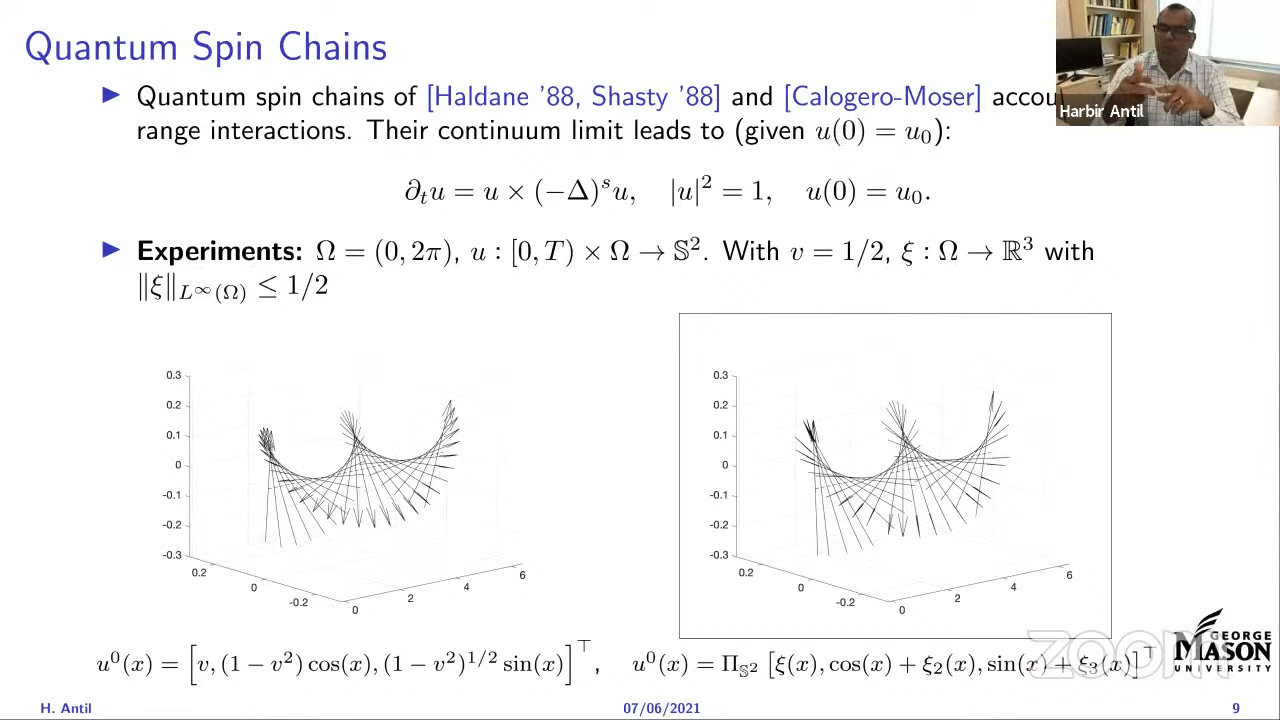 Quantum Spin Chains
Harbir Antil
▶ Quantum spin chains of [Haldane '88, Shasty '88] and [Calogero-Moser]
range interactions. Their continuum limit leads to (given u(0) = u₀):
∂ₜu = u × (−Δ)ˢu, |u|² = 1, u(0) = u₀.
▶ Experiments: Ω = (0, 2π), u : [0, T) × Ω → 𝕊². With v = 1/2, ξ : Ω → ℝ³ with
‖ξ‖_{L^∞(Ω)} ≤ 1/2
0.3
0.2
0.1
0
-0.1
-0.2
-0.3
0.2
0
-0.2
0
2
4
6
0.3
0.2
0.1
0
-0.1
-0.2
-0.3
0.2
0
-0.2
0
2
4
6
u⁰(x) = [v, (1 − v²) cos(x), (1 − v²)^{1/2} sin(x)]^⊤, u⁰(x) = Π_{𝕊²} [ξ(x), cos(x) + ξ₂(x), sin(x) + ξ₃(x)]^⊤
zoom
GEORGE
MASON
UNIVERSITY
H. Antil
07/06/2021
9